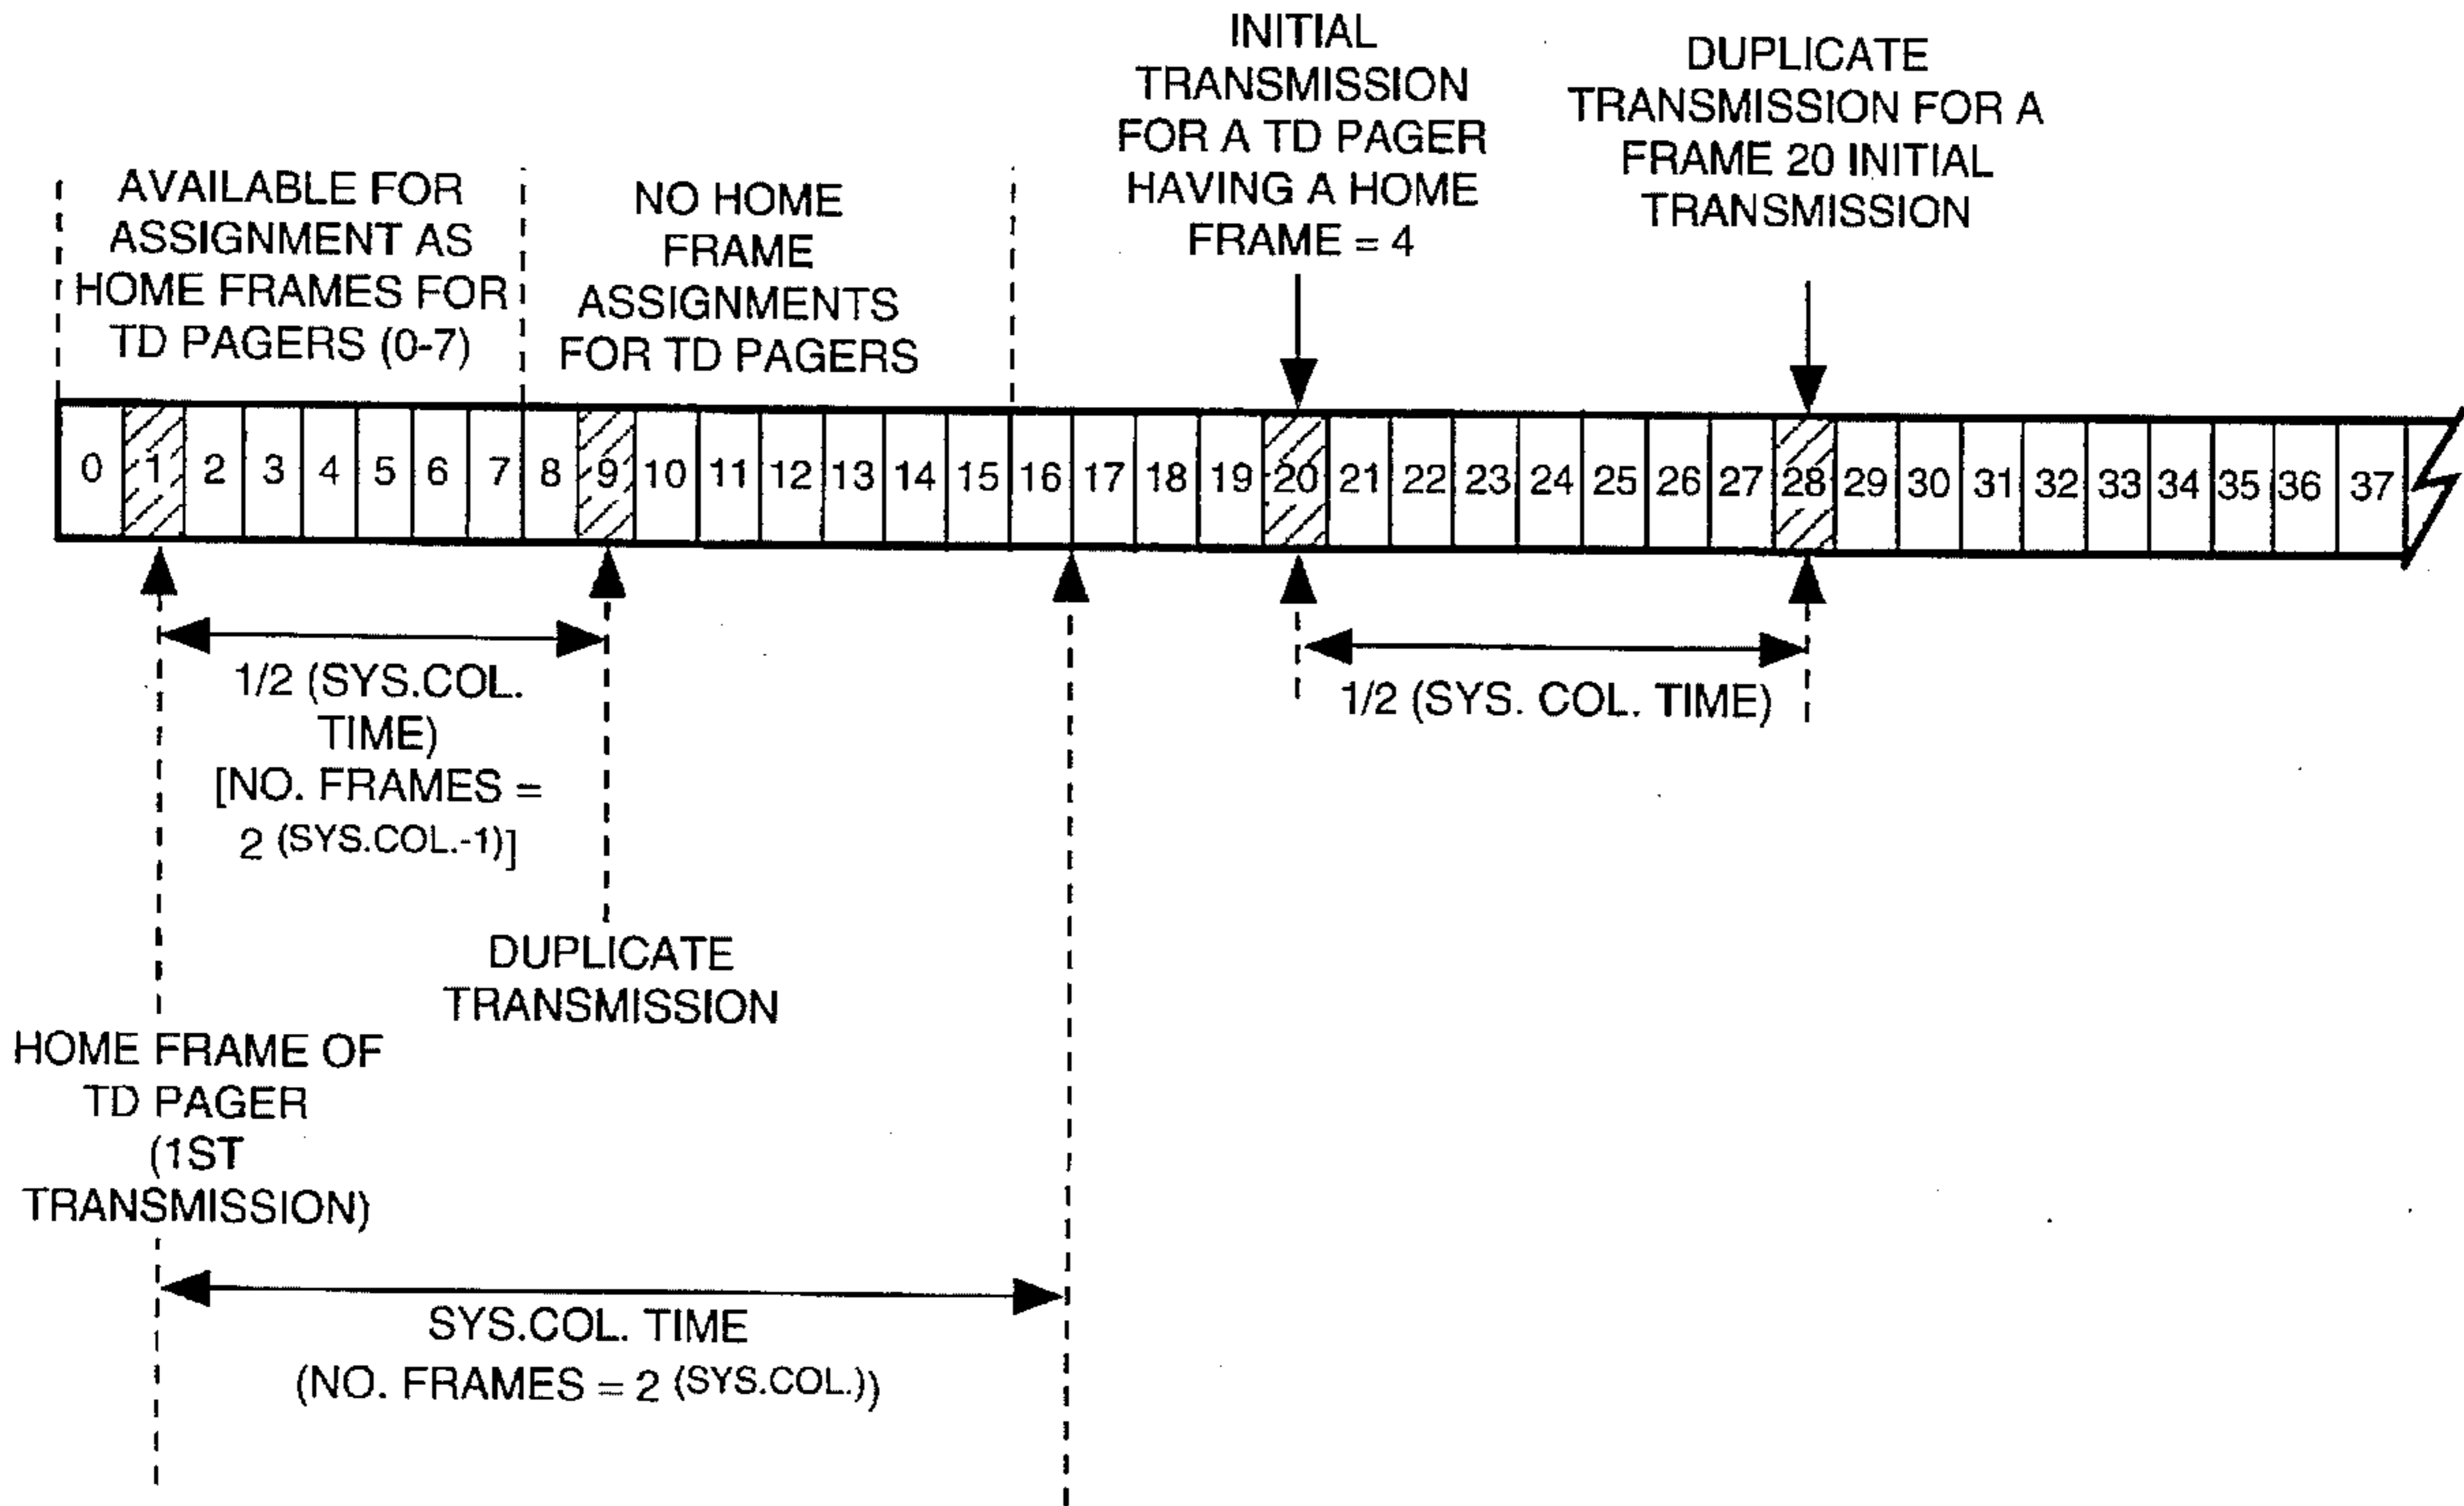 AVAILABLE FOR
ASSIGNMENT AS
HOME FRAMES FOR
TD PAGERS (0-7)
NO HOME
FRAME
ASSIGNMENTS
FOR TD PAGERS
INITIAL
TRANSMISSION
FOR A TD PAGER
HAVING A HOME
FRAME = 4
DUPLICATE
TRANSMISSION FOR A
FRAME 20 INITIAL
TRANSMISSION
0 1 2 3 4 5 6 7 8 9 10 11 12 13 14 15 16 17 18 19 20 21 22 23 24 25 26 27 28 29 30 31 32 33 34 35 36 37
1/2 (SYS.COL.
TIME)
[NO. FRAMES =
2 (SYS.COL.-1)]
1/2 (SYS. COL. TIME)
DUPLICATE
TRANSMISSION
HOME FRAME OF
TD PAGER
(1ST
TRANSMISSION)
SYS.COL. TIME
(NO. FRAMES = 2 (SYS.COL.))